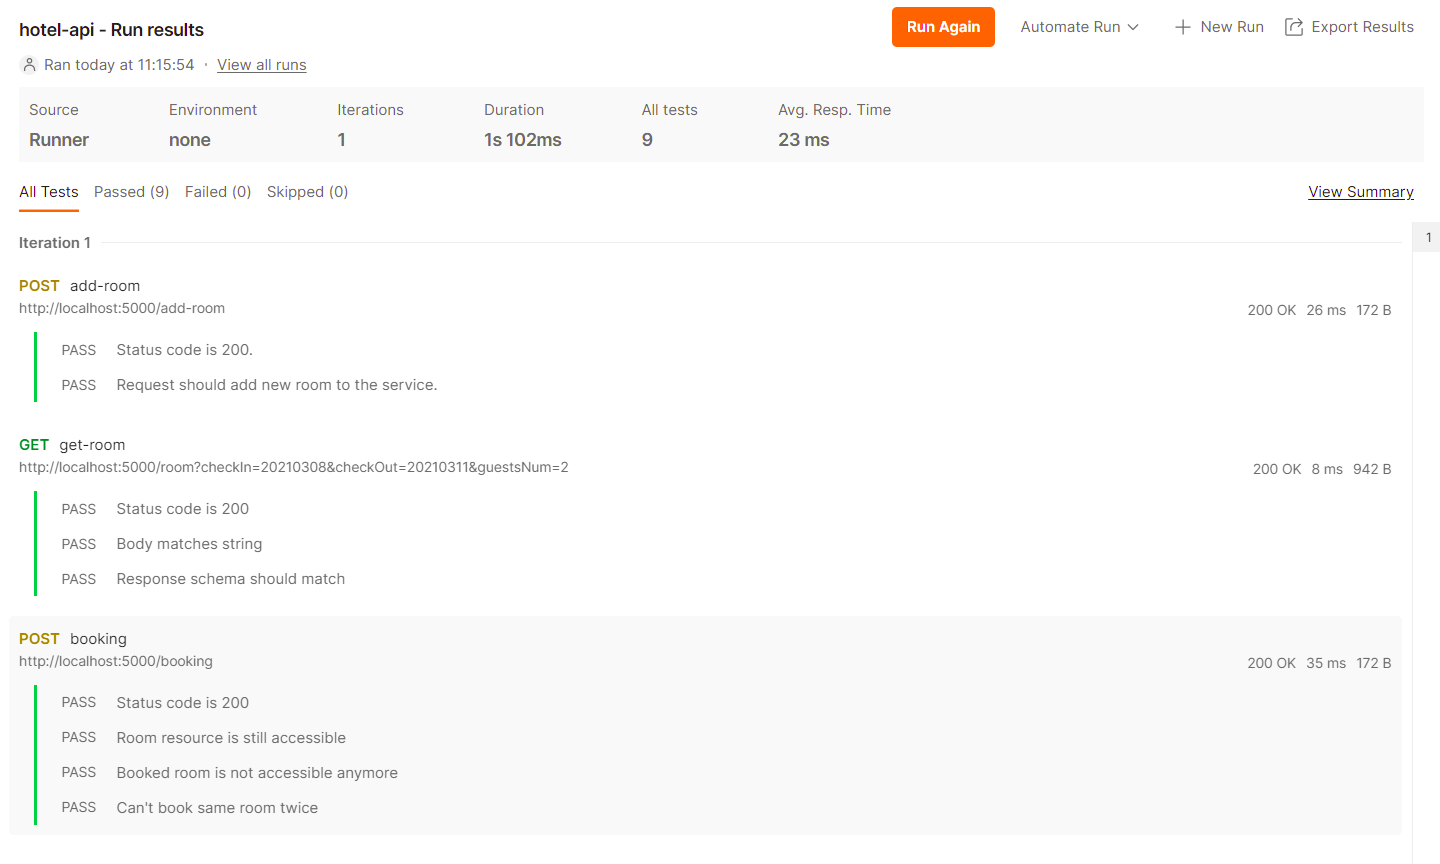 hotel-api - Run results
Run Again
Automate Run
New Run
Export Results
Ran today at 11:15:54 · View all runs
Source Environment Iterations Duration All tests Avg. Resp. Time
Runner none 1 1s 102ms 9 23 ms
All Tests Passed (9) Failed (0) Skipped (0) View Summary
Iteration 1
1
POST add-room
http://localhost:5000/add-room
200 OK 26 ms 172 B
PASS Status code is 200.
PASS Request should add new room to the service.
GET get-room
http://localhost:5000/room?checkIn=20210308&checkOut=20210311&guestsNum=2
200 OK 8 ms 942 B
PASS Status code is 200
PASS Body matches string
PASS Response schema should match
POST booking
http://localhost:5000/booking
200 OK 35 ms 172 B
PASS Status code is 200
PASS Room resource is still accessible
PASS Booked room is not accessible anymore
PASS Can't book same room twice